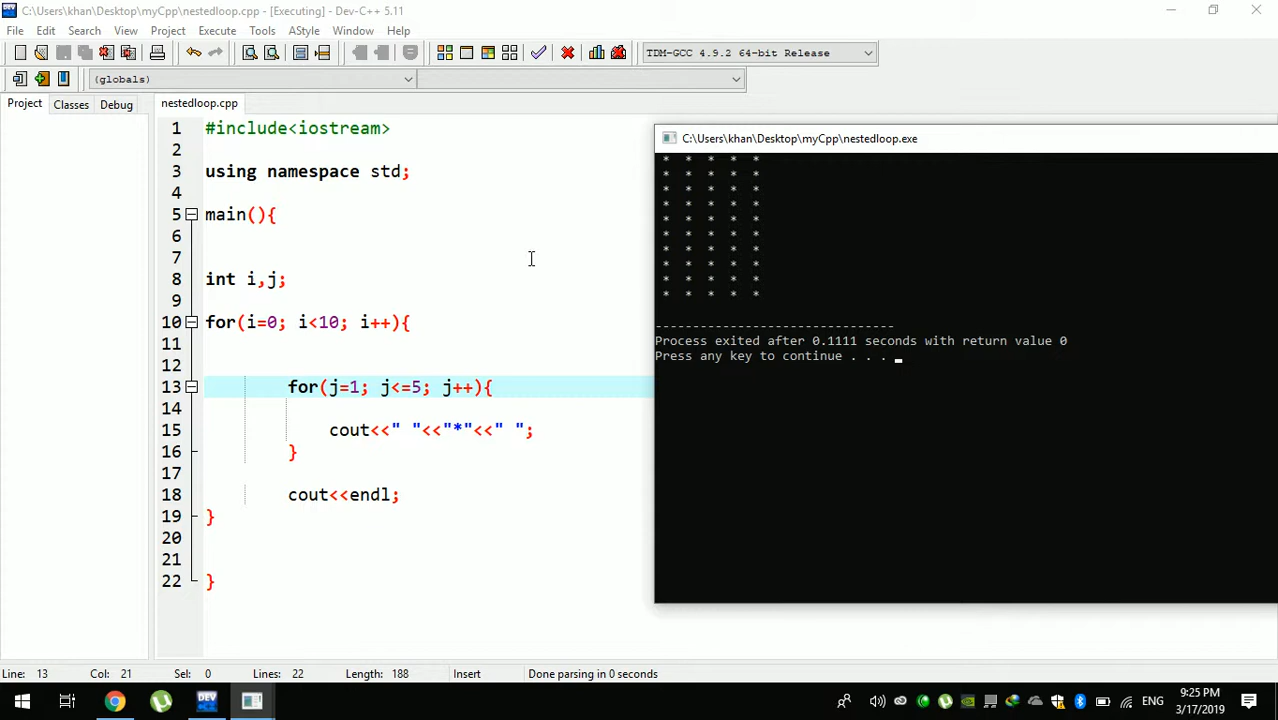 C:\Users\khan\Desktop\myCpp\nestedloop.cpp - [Executing] - Dev-C++ 5.11
File Edit Search View Project Execute Tools AStyle Window Help
TDM-GCC 4.9.2 64-bit Release
(globals)
Project Classes Debug nestedloop.cpp
1 #include<iostream>
2
3 using namespace std;
4
5 main(){
6
7
8 int i,j;
9
10 for(i=0; i<10; i++){
11
12
13 for(j=1; j<=5; j++){
14
15 cout<<" "<<"*"<<" ";
16 }
17
18 cout<<endl;
19 }
20
21
22 }
C:\Users\khan\Desktop\myCpp\nestedloop.exe
* * * * *
* * * * *
* * * * *
* * * * *
* * * * *
* * * * *
* * * * *
* * * * *
* * * * *
* * * * *
--------------------------------
Process exited after 0.1111 seconds with return value 0
Press any key to continue . . .
Line: 13 Col: 21 Sel: 0 Lines: 22 Length: 188 Insert Done parsing in 0 seconds
DEV
ENG
9:25 PM
3/17/2019